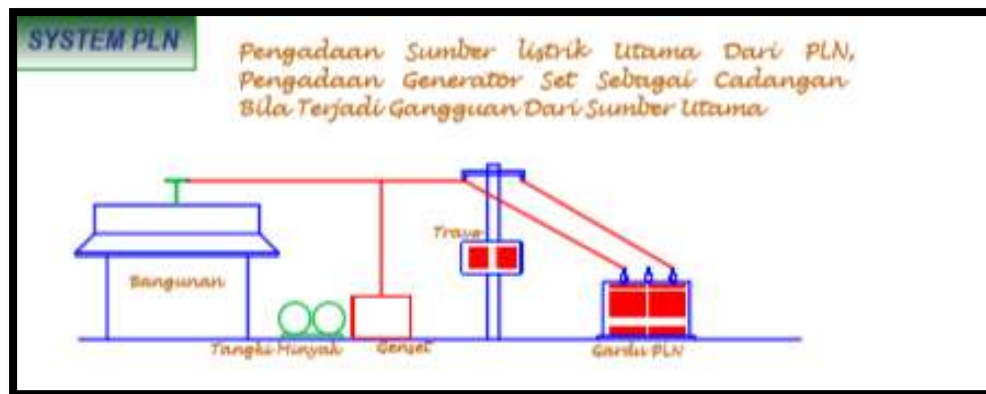 SYSTEM PLN
Pengadaan Sumber listrik Utama Dari PLN,
Pengadaan Generator Set Sebagai Cadangan
Bila Terjadi Gangguan Dari Sumber Utama
Travo
Bangunan
Tangki Minyak
Genset
Gardu PLN